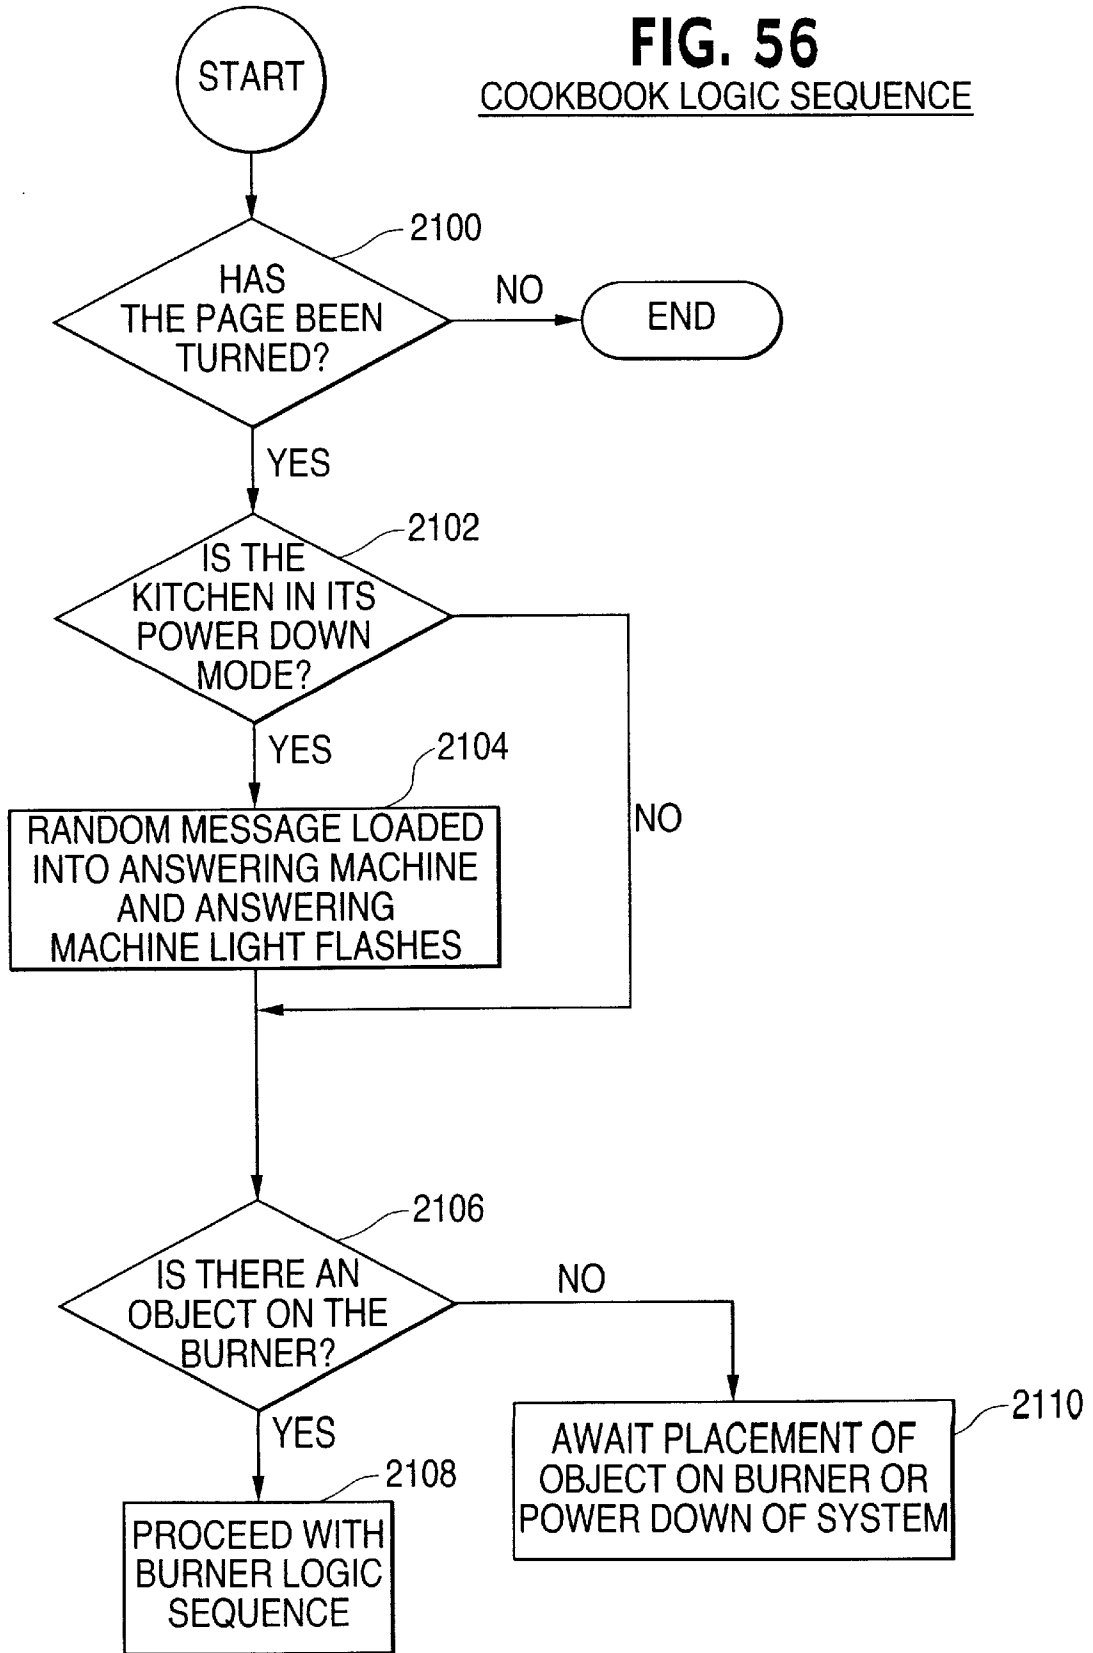 FIG. 56
COOKBOOK LOGIC SEQUENCE
START
2100
HAS
THE PAGE BEEN
TURNED?
NO
END
YES
2102
IS THE
KITCHEN IN ITS
POWER DOWN
MODE?
YES
NO
2104
RANDOM MESSAGE LOADED
INTO ANSWERING MACHINE
AND ANSWERING
MACHINE LIGHT FLASHES
2106
IS THERE AN
OBJECT ON THE
BURNER?
NO
YES
2110
AWAIT PLACEMENT OF
OBJECT ON BURNER OR
POWER DOWN OF SYSTEM
2108
PROCEED WITH
BURNER LOGIC
SEQUENCE